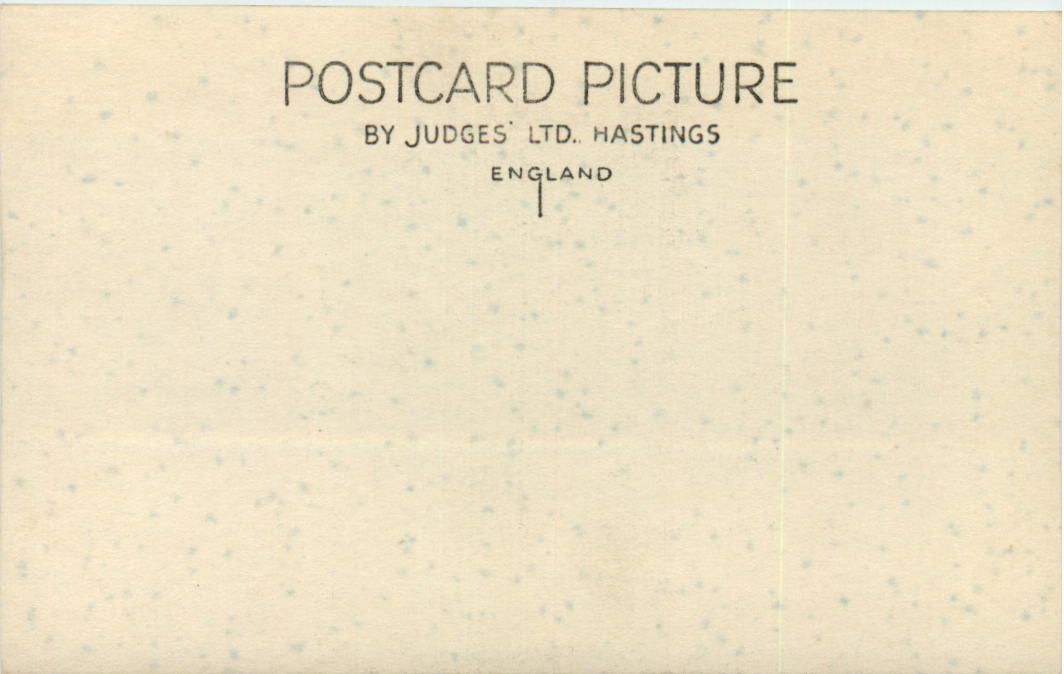 POSTCARD PICTURE
BY JUDGES' LTD., HASTINGS
ENGLAND